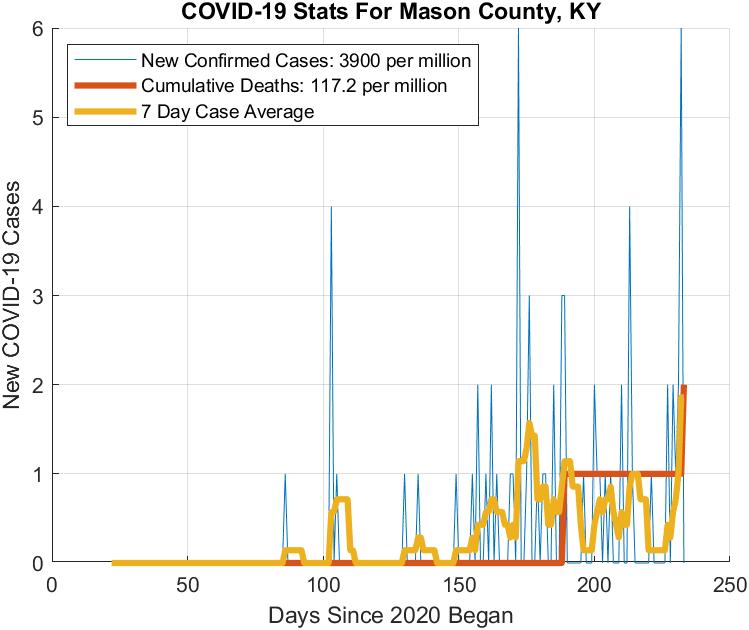 COVID-19 Stats For Mason County, KY
New Confirmed Cases: 3900 per million
Cumulative Deaths: 117.2 per million
7 Day Case Average
New COVID-19 Cases
6
5
4
3
2
1
0
0 50 100 150 200 250
Days Since 2020 Began